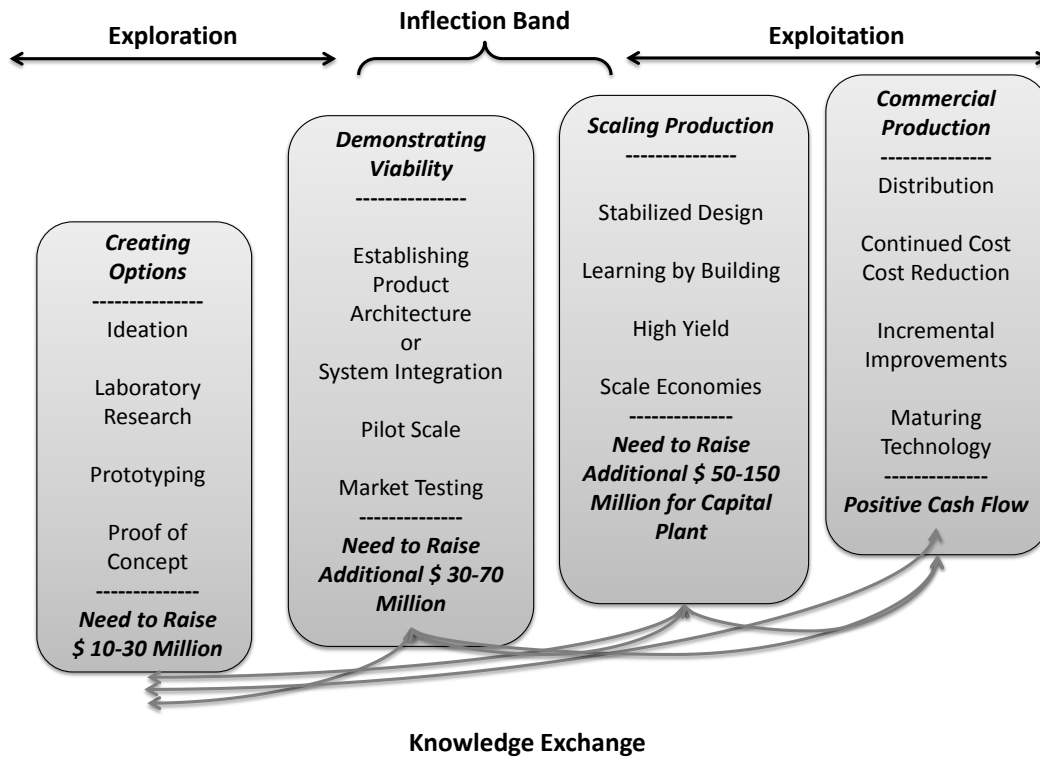 Exploration
Inflection Band
Exploitation
Creating
Options
---------------
Ideation
Laboratory
Research
Prototyping
Proof of
Concept
--------------
Need to Raise
$ 10-30 Million
Demonstrating
Viability
---------------
Establishing
Product
Architecture
or
System Integration
Pilot Scale
Market Testing
--------------
Need to Raise
Additional $ 30-70
Million
Scaling Production
---------------
Stabilized Design
Learning by Building
High Yield
Scale Economies
--------------
Need to Raise
Additional $ 50-150
Million for Capital
Plant
Commercial
Production
---------------
Distribution
Continued Cost
Cost Reduction
Incremental
Improvements
Maturing
Technology
--------------
Positive Cash Flow
Knowledge Exchange